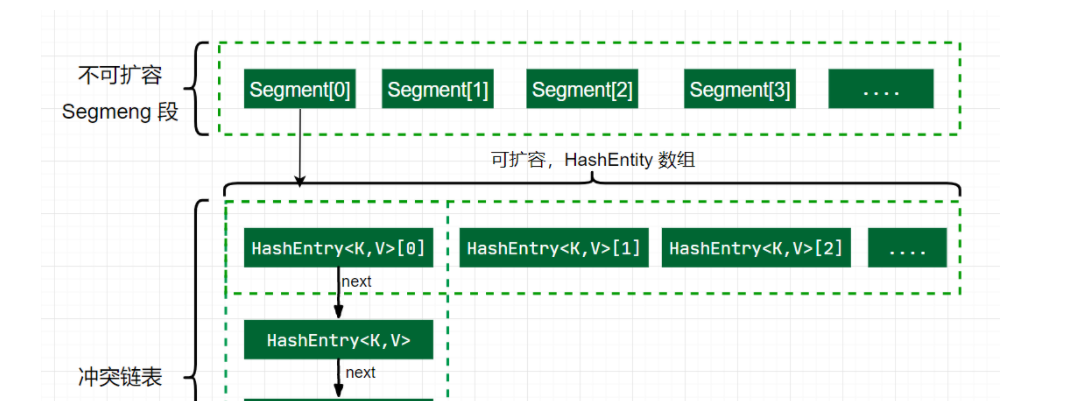 不可扩容
Segmeng 段
Segment[0] Segment[1] Segment[2] Segment[3] ....
可扩容，HashEntity 数组
HashEntry<K,V>[0] HashEntry<K,V>[1] HashEntry<K,V>[2] ....
next
HashEntry<K,V>
next
冲突链表